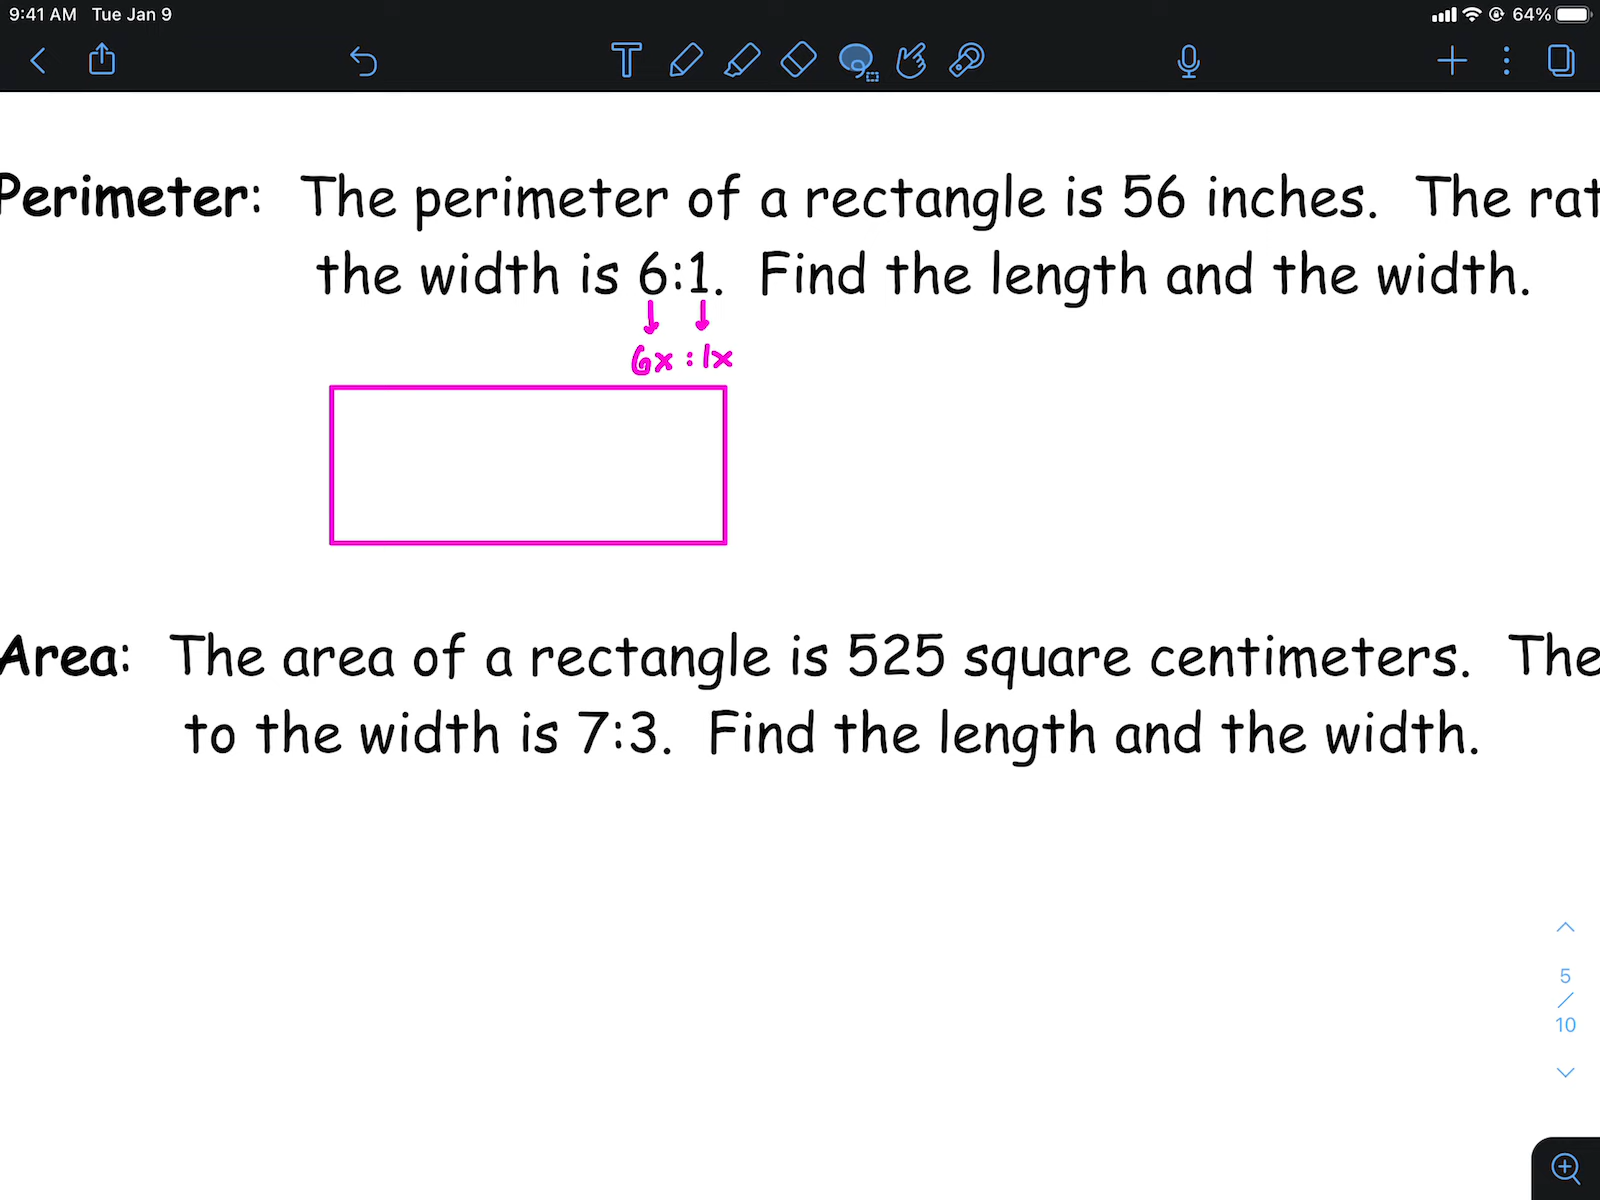 9:41 AM Tue Jan 9
64%
Perimeter: The perimeter of a rectangle is 56 inches. The rat
the width is 6:1. Find the length and the width.
6x : 1x
Area: The area of a rectangle is 525 square centimeters. The
to the width is 7:3. Find the length and the width.
5
/
10